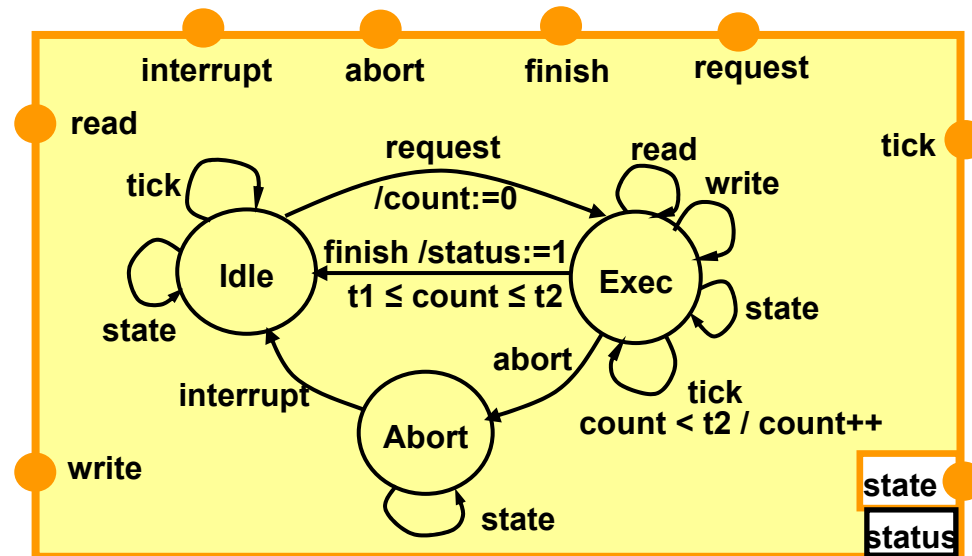 interrupt
abort
finish
request
read
tick
request
/count:=0
read
write
tick
Idle
finish /status:=1
t1 ≤ count ≤ t2
Exec
state
state
abort
interrupt
tick
count < t2 / count++
Abort
write
state
state
status